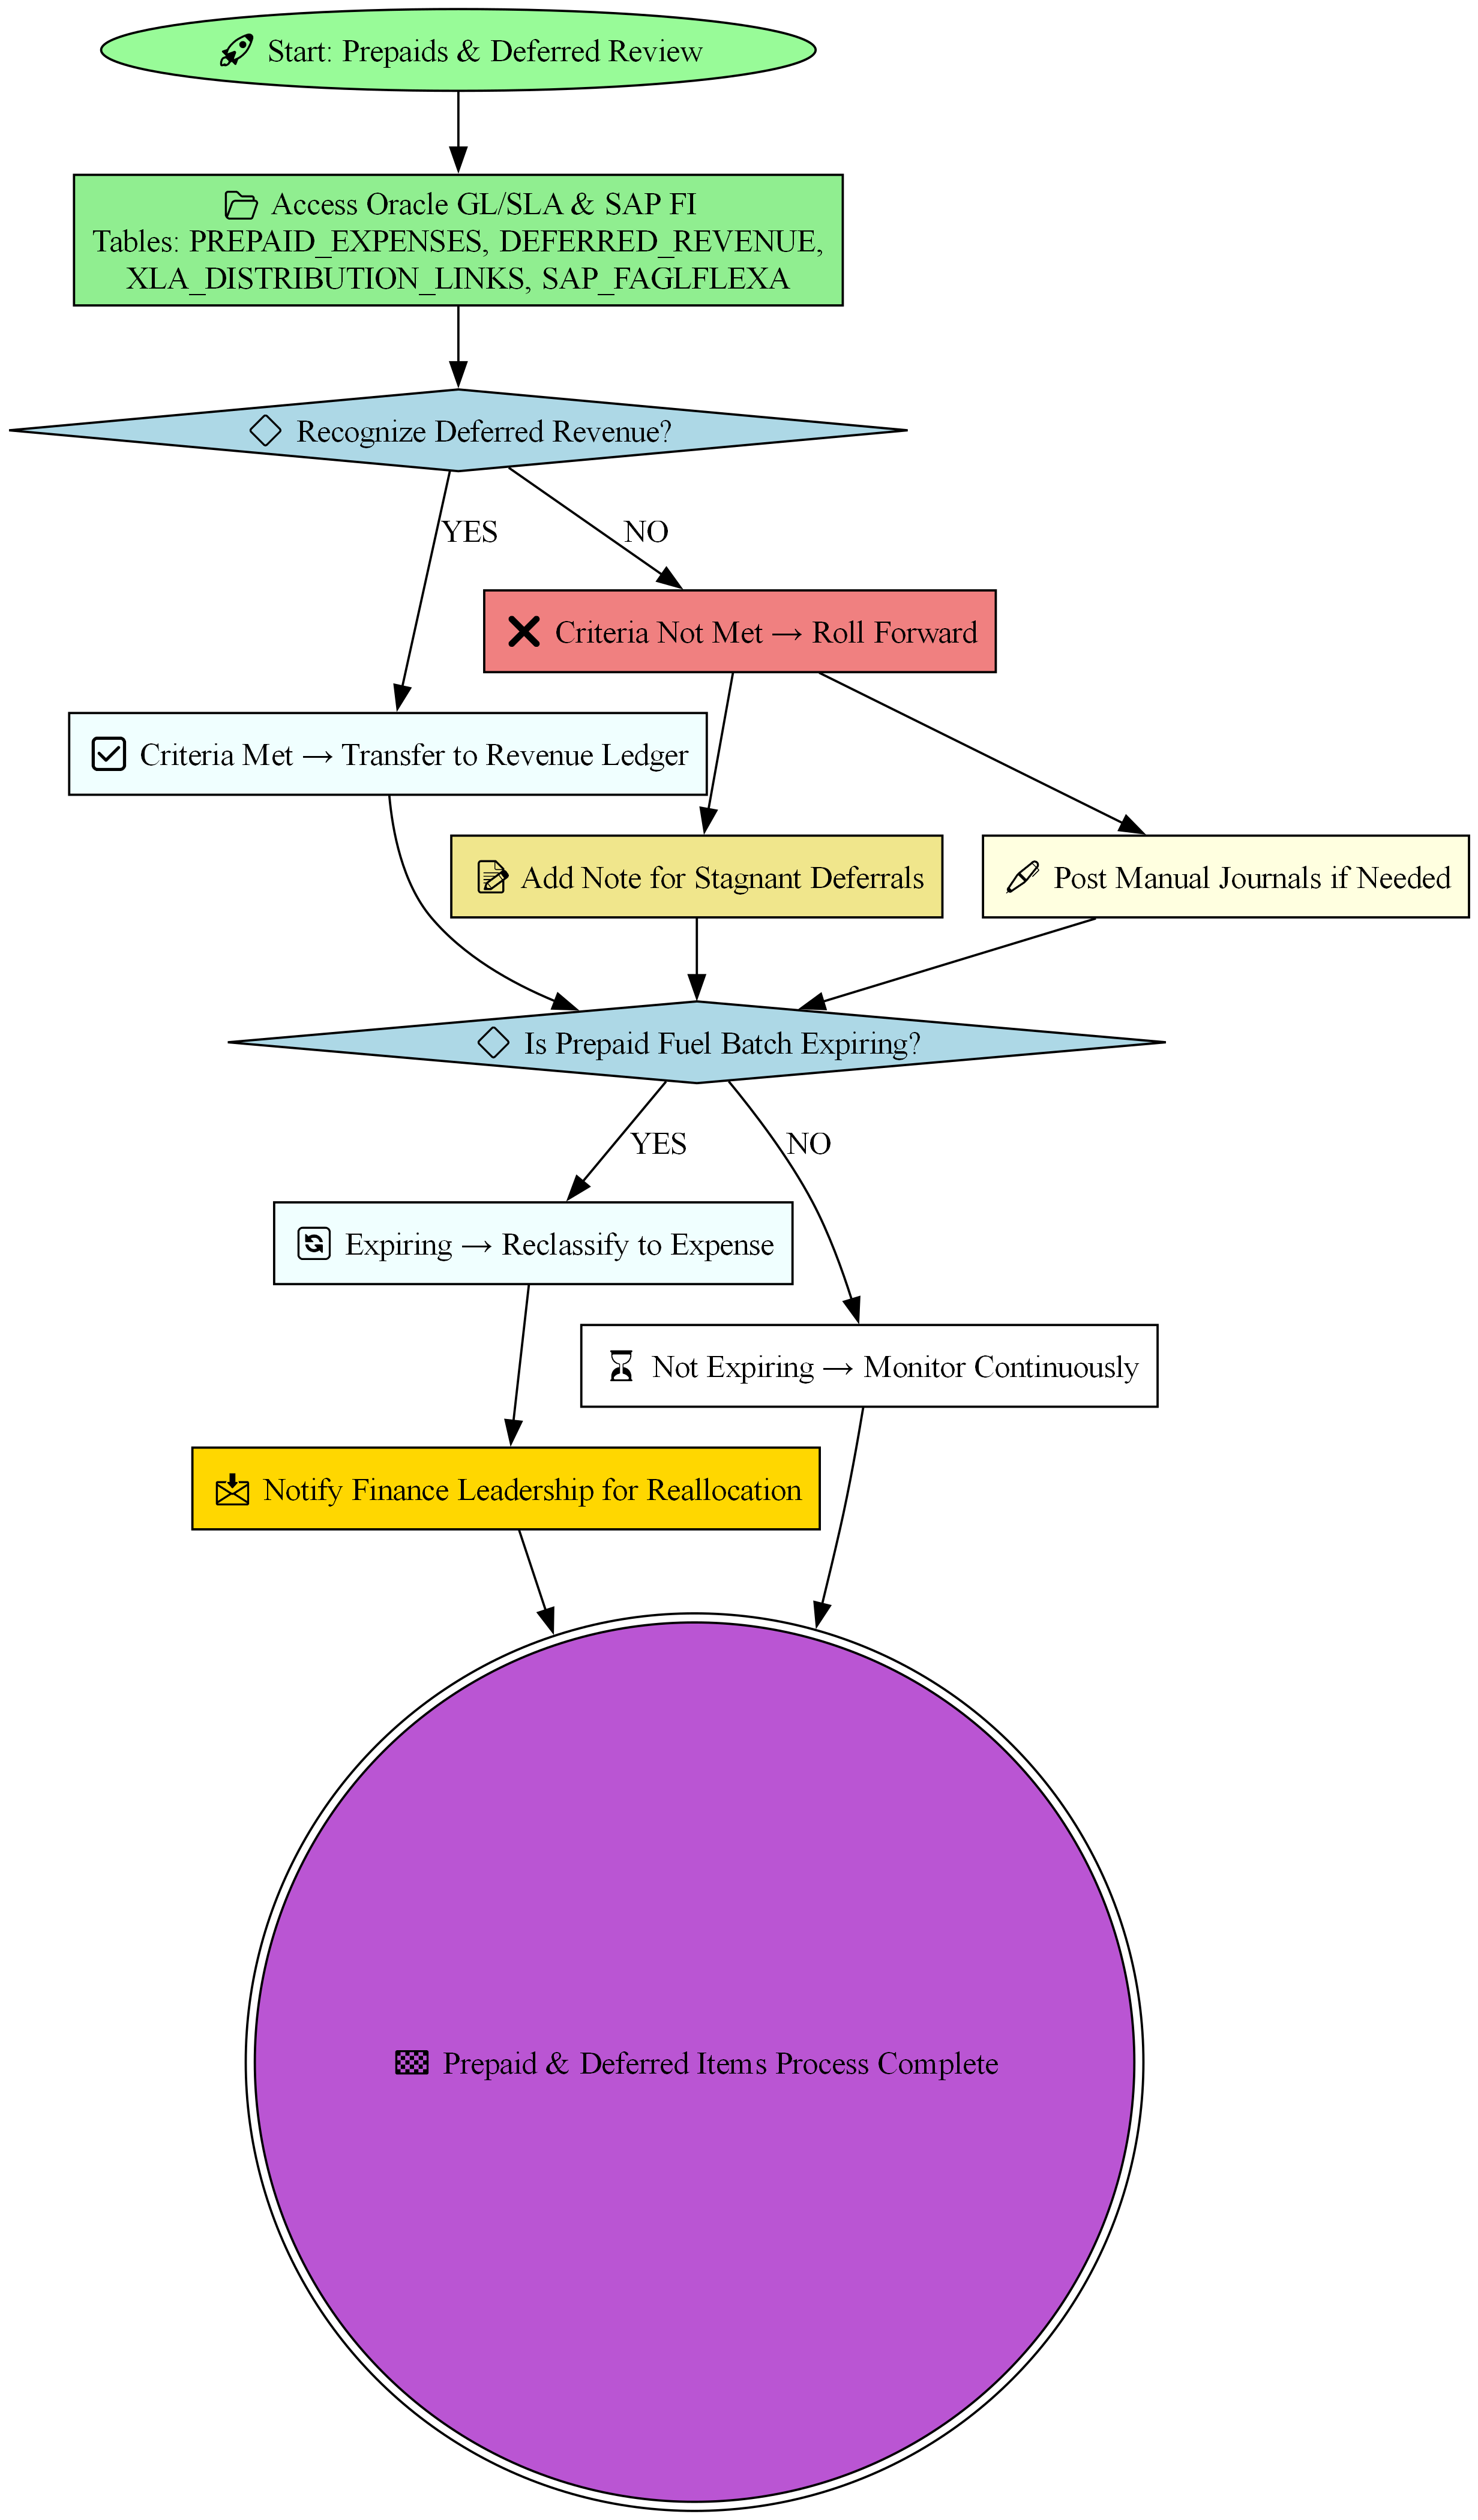 Start: Prepaids & Deferred Review
Access Oracle GL/SLA & SAP FI
Tables: PREPAID_EXPENSES, DEFERRED_REVENUE,
XLA_DISTRIBUTION_LINKS, SAP_FAGLFLEXA
Recognize Deferred Revenue?
YES
NO
Criteria Not Met → Roll Forward
Criteria Met → Transfer to Revenue Ledger
Add Note for Stagnant Deferrals
Post Manual Journals if Needed
Is Prepaid Fuel Batch Expiring?
YES
NO
Expiring → Reclassify to Expense
Not Expiring → Monitor Continuously
Notify Finance Leadership for Reallocation
Prepaid & Deferred Items Process Complete